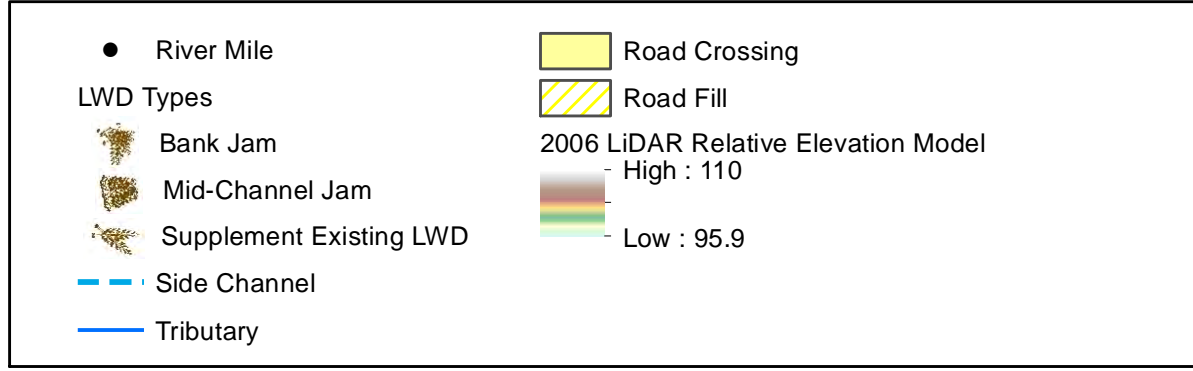 River Mile
LWD Types
Bank Jam
Mid-Channel Jam
Supplement Existing LWD
Side Channel
Tributary
Road Crossing
Road Fill
2006 LiDAR Relative Elevation Model
High : 110
Low : 95.9